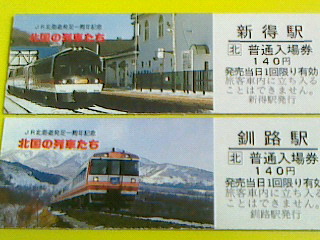 JR北海道発足一周年記念
北国の列車たち
新得駅
北 普通入場券
140円
発売当日1回限り有効
旅客車内に立ち入る
ことはできません。
新得駅発行
JR北海道発足一周年記念
北国の列車たち
釧路駅
北 普通入場券
140円
発売当日1回限り有効
旅客車内に立ち入る
ことはできません。
釧路駅発行